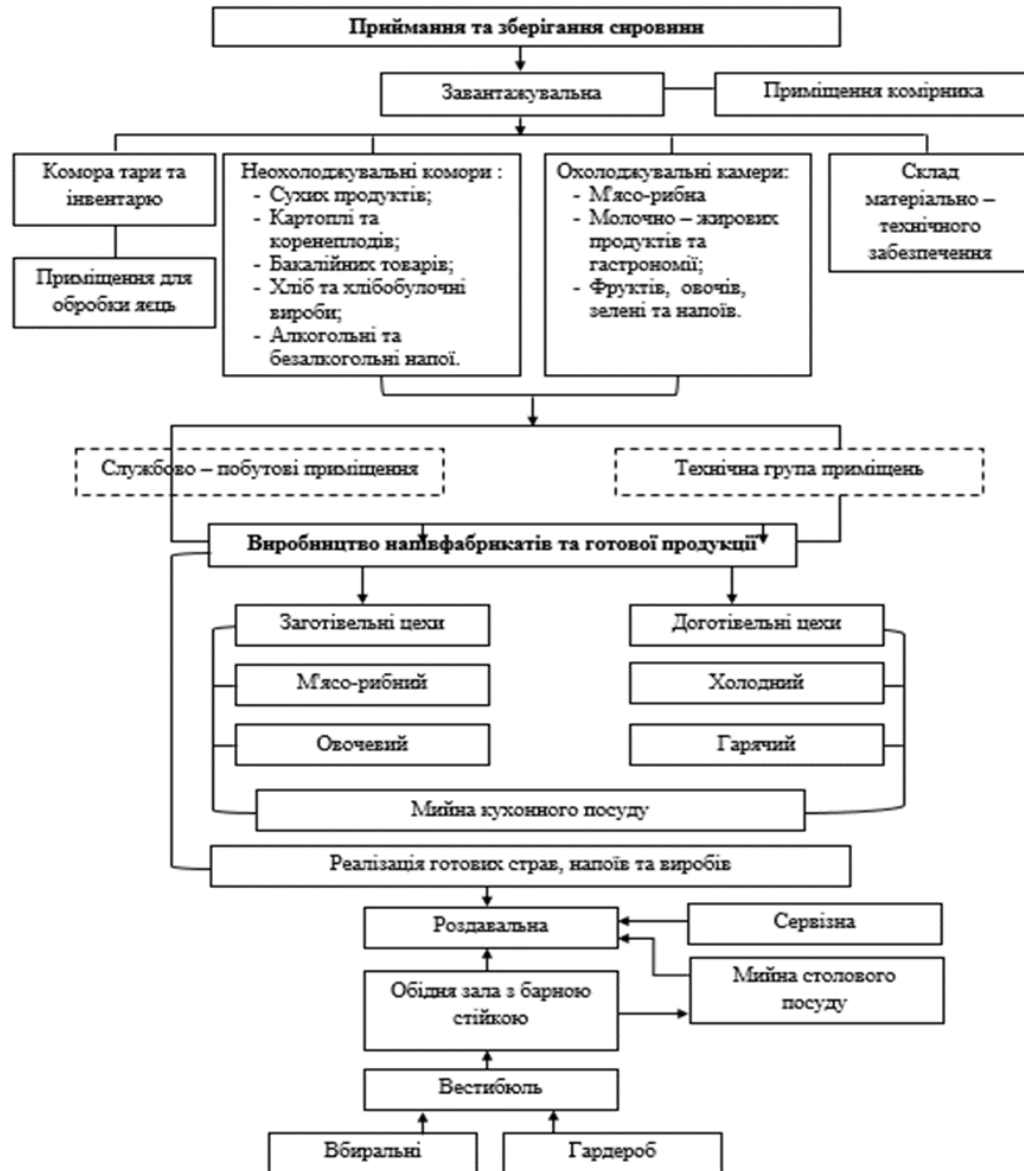 Приймання та зберігання сировини
Завантажувальна
Приміщення комірника
Комора тари та
інвентарю
Приміщення для
обробки яєць
Неохолоджувальні комори :
- Сухих продуктів;
- Картоплі та
коренеплодів;
- Бакалійних товарів;
- Хліб та хлібобулочні
вироби;
- Алкогольні та
безалкогольні напої.
Охолоджувальні камери:
- М'ясо-рибна
- Молочно – жирових
продуктів та
гастрономії;
- Фруктів, овочів,
зелені та напоїв.
Склад
матеріально –
технічного
забезпечення
Службово – побутові приміщення
Технічна група приміщень
Виробництво напівфабрикатів та готової продукції
Заготівельні цехи
Доготівельні цехи
М'ясо-рибний
Холодний
Овочевий
Гарячий
Мийна кухонного посуду
Реалізація готових страв, напоїв та виробів
Роздавальна
Сервізна
Обідня зала з барною
стійкою
Мийна столового
посуду
Вестибюль
Вбиральні
Гардероб